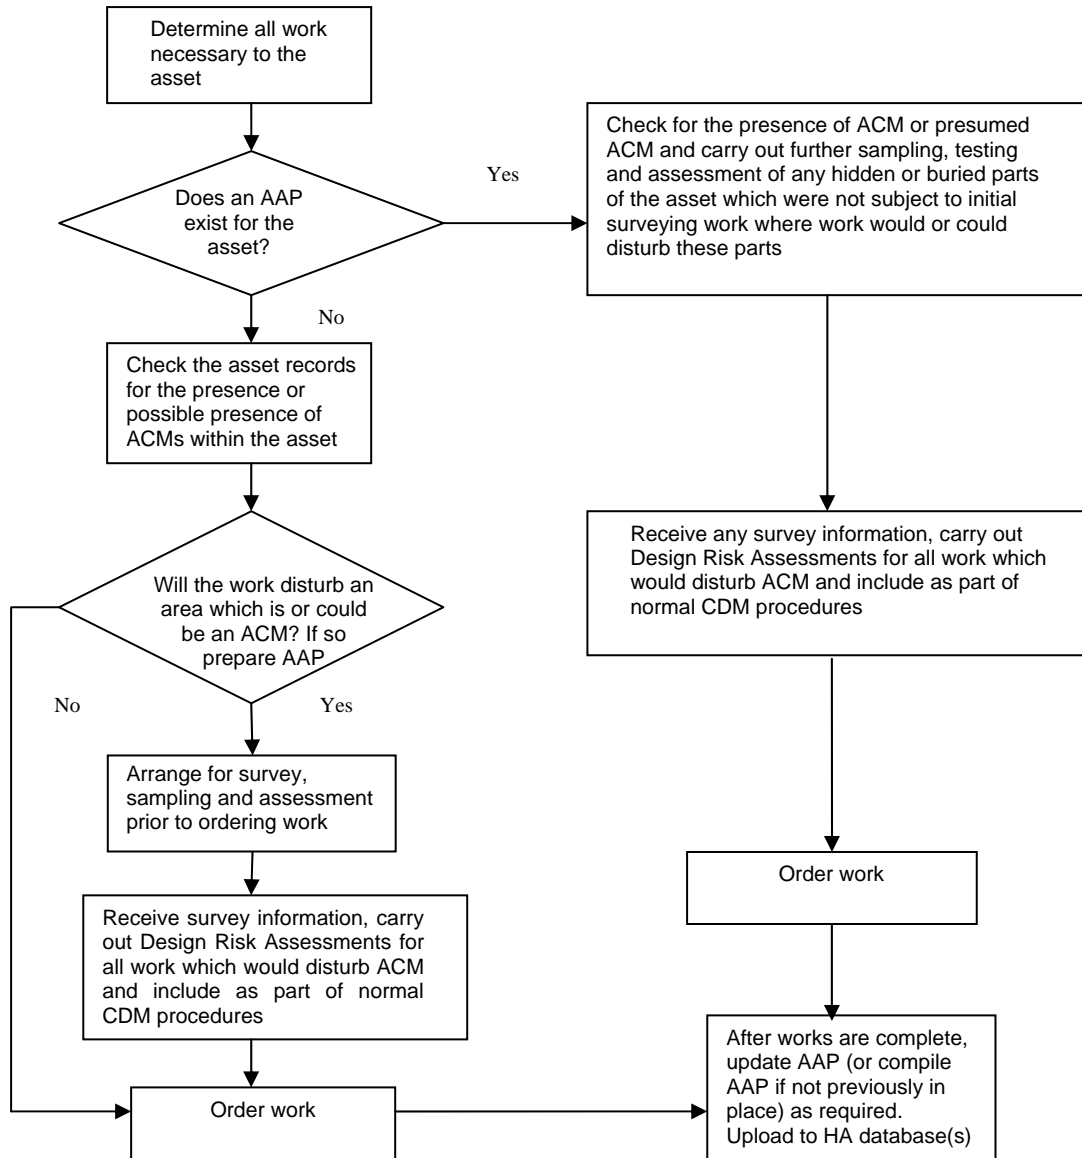 Determine all work
necessary to the
asset
Does an AAP
exist for the
asset?
Yes
Check for the presence of ACM or presumed
ACM and carry out further sampling, testing
and assessment of any hidden or buried parts
of the asset which were not subject to initial
surveying work where work would or could
disturb these parts
No
Check the asset records
for the presence or
possible presence of
ACMs within the asset
Receive any survey information, carry out
Design Risk Assessments for all work which
would disturb ACM and include as part of
normal CDM procedures
Will the work disturb an
area which is or could
be an ACM? If so
prepare AAP
No
Yes
Arrange for survey,
sampling and assessment
prior to ordering work
Order work
Receive survey information, carry
out Design Risk Assessments for
all work which would disturb ACM
and include as part of normal
CDM procedures
Order work
After works are complete,
update AAP (or compile
AAP if not previously in
place) as required.
Upload to HA database(s)